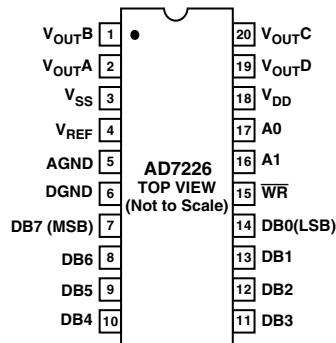 VOUTB 1 20 VOUTC
VOUTA 2 19 VOUTD
VSS 3 18 VDD
VREF 4 17 A0
AGND 5 16 A1
DGND 6 15 WR
DB7 (MSB) 7 14 DB0(LSB)
DB6 8 13 DB1
DB5 9 12 DB2
DB4 10 11 DB3
AD7226
TOP VIEW
(Not to Scale)